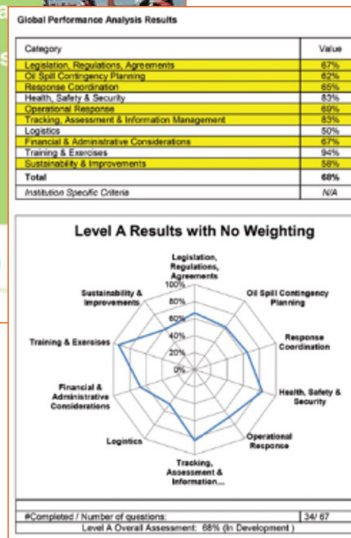 Global Performance Analysis Results
Category Value
Legislation, Regulations, Agreements 67%
Oil Spill Contingency Planning 62%
Response Coordination 65%
Health, Safety & Security 83%
Operational Response 69%
Tracking, Assessment & Information Management 83%
Logistics 50%
Financial & Administrative Considerations 67%
Training & Exercises 94%
Sustainability & Improvements 58%
Total 68%
Institution Specific Criteria N/A
Level A Results with No Weighting
Legislation,
Regulations,
Agreements
100%
80%
60%
40%
20%
0%
Oil Spill Contingency
Planning
Response
Coordination
Health, Safety &
Security
Operational
Response
Tracking,
Assessment &
Information...
Logistics
Financial &
Administrative
Considerations
Training & Exercises
Sustainability &
Improvements
#Completed / Number of questions: 34/ 67
Level A Overall Assessment: 68% (In Development )